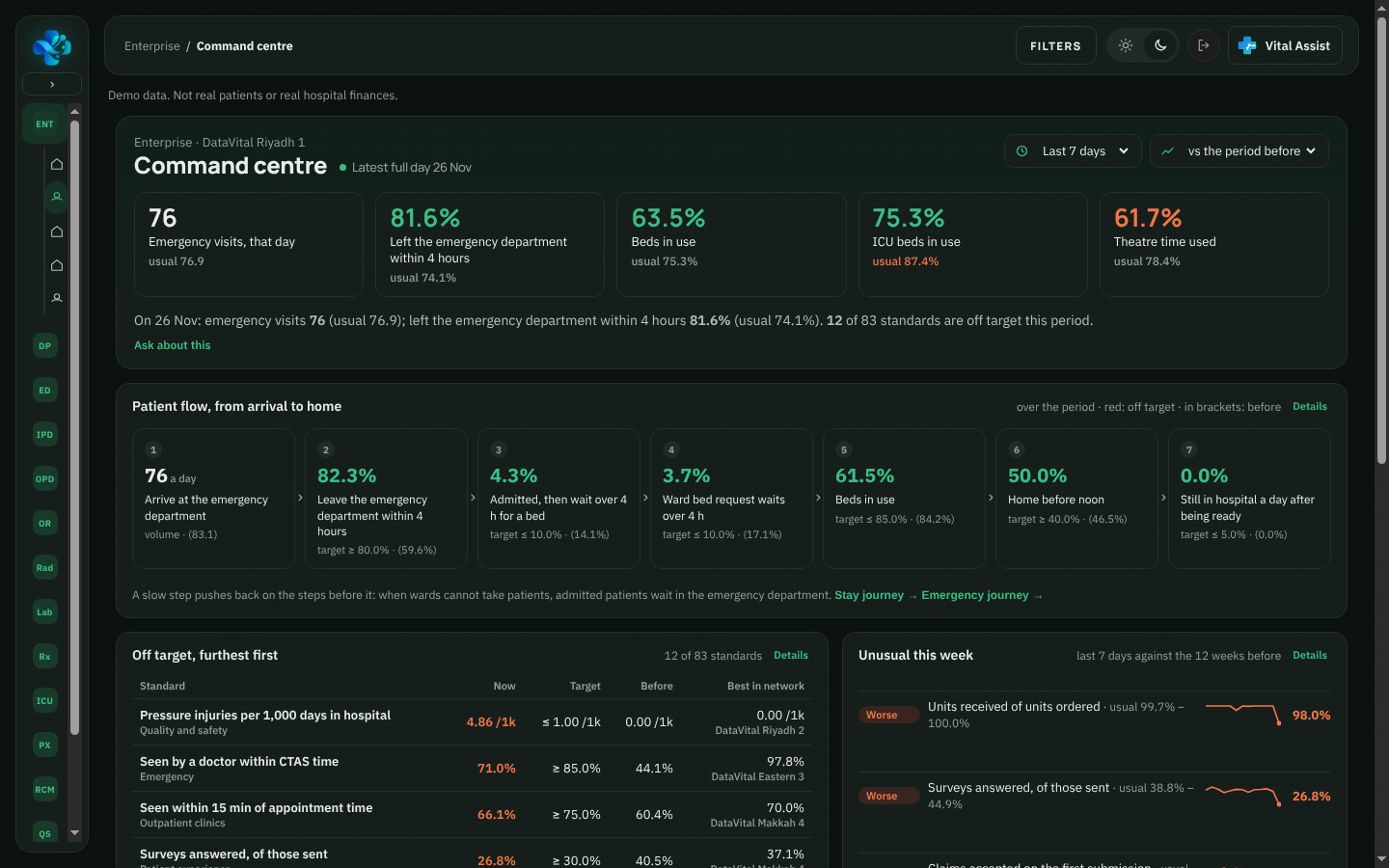 Enterprise / Command centre
FILTERS
Vital Assist
Demo data. Not real patients or real hospital finances.
ENT
DP
ED
IPD
OPD
OR
Rad
Lab
Rx
ICU
PX
RCM
QS
Enterprise · DataVital Riyadh 1
Command centre
Latest full day 26 Nov
Last 7 days
vs the period before
76
Emergency visits, that day
usual 76.9
81.6%
Left the emergency department
within 4 hours
usual 74.1%
63.5%
Beds in use
usual 75.3%
75.3%
ICU beds in use
usual 87.4%
61.7%
Theatre time used
usual 78.4%
On 26 Nov: emergency visits 76 (usual 76.9); left the emergency department within 4 hours 81.6% (usual 74.1%). 12 of 83 standards are off target this period.
Ask about this
Patient flow, from arrival to home
over the period · red: off target · in brackets: before
Details
1
76 a day
Arrive at the emergency
department
volume · (83.1)
2
82.3%
Leave the emergency
department within 4
hours
target ≥ 80.0% · (59.6%)
3
4.3%
Admitted, then wait over 4
h for a bed
target ≤ 10.0% · (14.1%)
4
3.7%
Ward bed request waits
over 4 h
target ≤ 10.0% · (17.1%)
5
61.5%
Beds in use
target ≤ 85.0% · (84.2%)
6
50.0%
Home before noon
target ≥ 40.0% · (46.5%)
7
0.0%
Still in hospital a day after
being ready
target ≤ 5.0% · (0.0%)
A slow step pushes back on the steps before it: when wards cannot take patients, admitted patients wait in the emergency department. Stay journey → Emergency journey →
Off target, furthest first
12 of 83 standards
Details
Standard Now Target Before Best in network
Pressure injuries per 1,000 days in hospital 4.86 /1k ≤ 1.00 /1k 0.00 /1k 0.00 /1k
Quality and safety DataVital Riyadh 2
Seen by a doctor within CTAS time 71.0% ≥ 85.0% 44.1% 97.8%
Emergency DataVital Eastern 3
Seen within 15 min of appointment time 66.1% ≥ 75.0% 60.4% 70.0%
Outpatient clinics DataVital Makkah 4
Surveys answered, of those sent 26.8% ≥ 30.0% 40.5% 37.1%
Unusual this week
last 7 days against the 12 weeks before
Details
Worse
Units received of units ordered · usual 99.7% –
100.0%
98.0%
Worse
Surveys answered, of those sent · usual 38.8% –
44.9%
26.8%